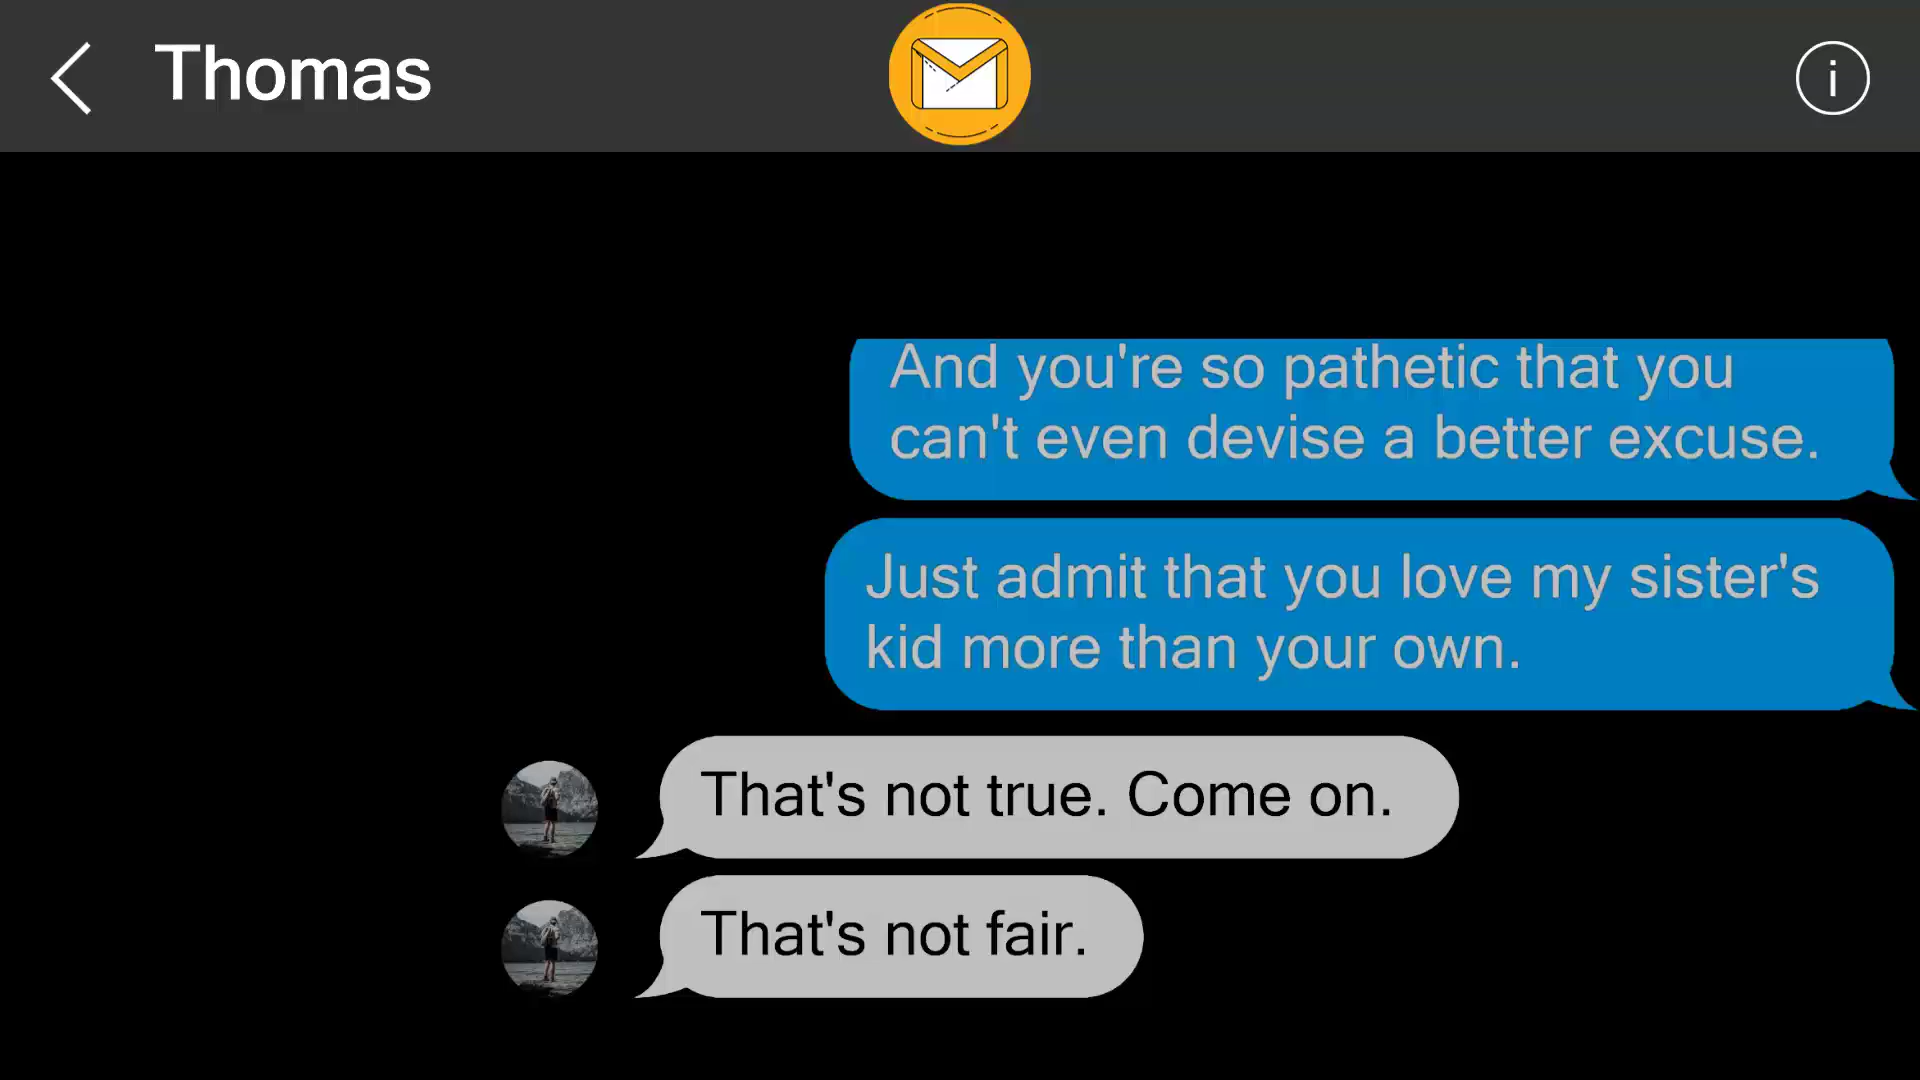 Thomas
i
And you're so pathetic that you
can't even devise a better excuse.
Just admit that you love my sister's
kid more than your own.
That's not true. Come on.
That's not fair.